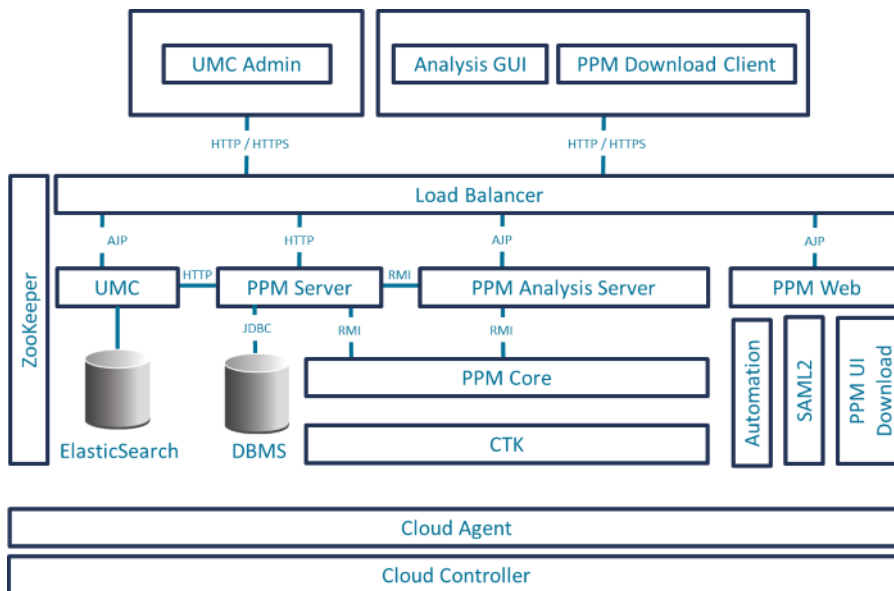 UMC Admin
Analysis GUI
PPM Download Client
HTTP / HTTPS
HTTP / HTTPS
ZooKeeper
Load Balancer
AJP
HTTP
AJP
AJP
UMC
HTTP
PPM Server
RMI
PPM Analysis Server
PPM Web
JDBC
RMI
RMI
PPM Core
Automation
SAML2
PPM UI
Download
ElasticSearch
DBMS
CTK
Cloud Agent
Cloud Controller